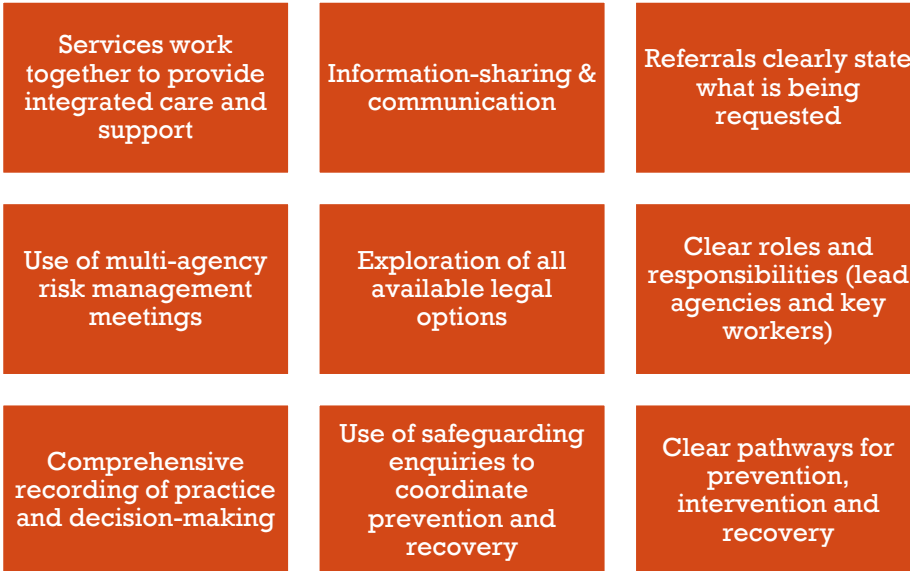 Services work
together to provide
integrated care and
support
Information-sharing &
communication
Referrals clearly state
what is being
requested
Use of multi-agency
risk management
meetings
Exploration of all
available legal
options
Clear roles and
responsibilities (lead
agencies and key
workers)
Comprehensive
recording of practice
and decision-making
Use of safeguarding
enquiries to
coordinate
prevention and
recovery
Clear pathways for
prevention,
intervention and
recovery